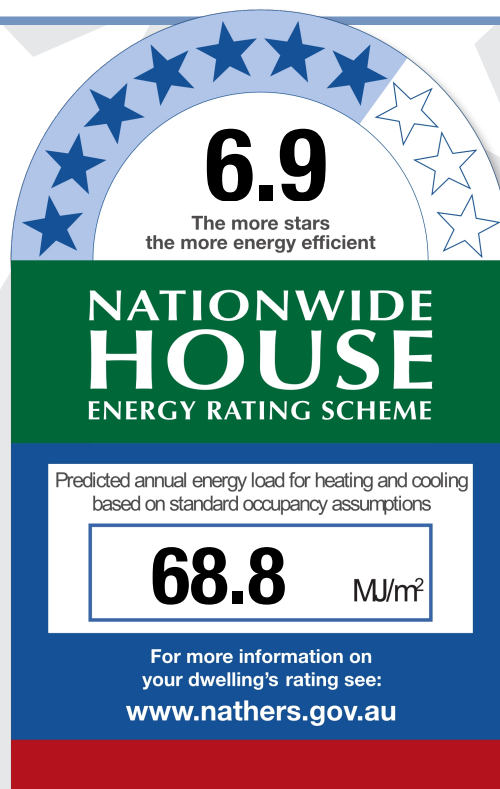 6.9
The more stars
the more energy efficient
NATIONWIDE
HOUSE
ENERGY RATING SCHEME
Predicted annual energy load for heating and cooling
based on standard occupancy assumptions
68.8 MJ/m²
For more information on
your dwelling's rating see:
www.nathers.gov.au